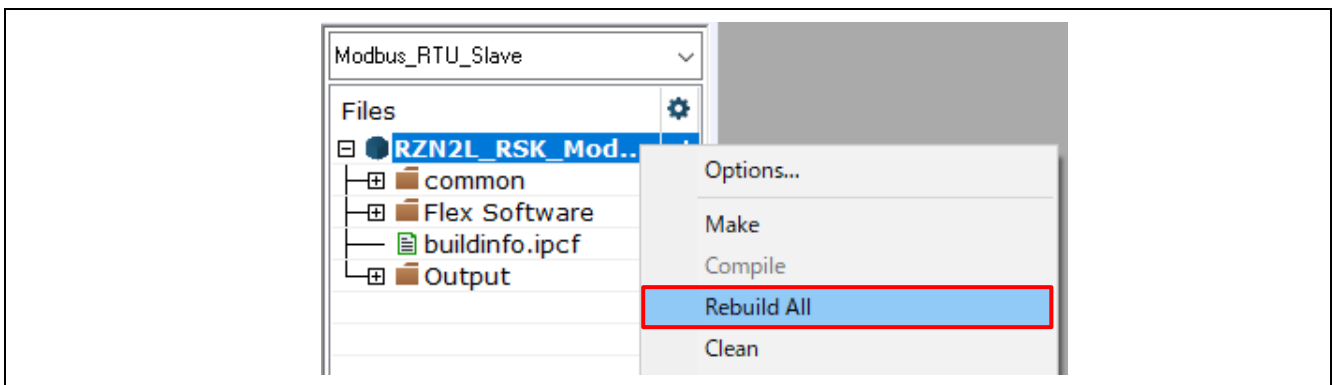 Modbus_RTU_Slave
Files
RZN2L_RSK_Mod..
common
Flex Software
buildinfo.ipcf
Output
Options...
Make
Compile
Rebuild All
Clean